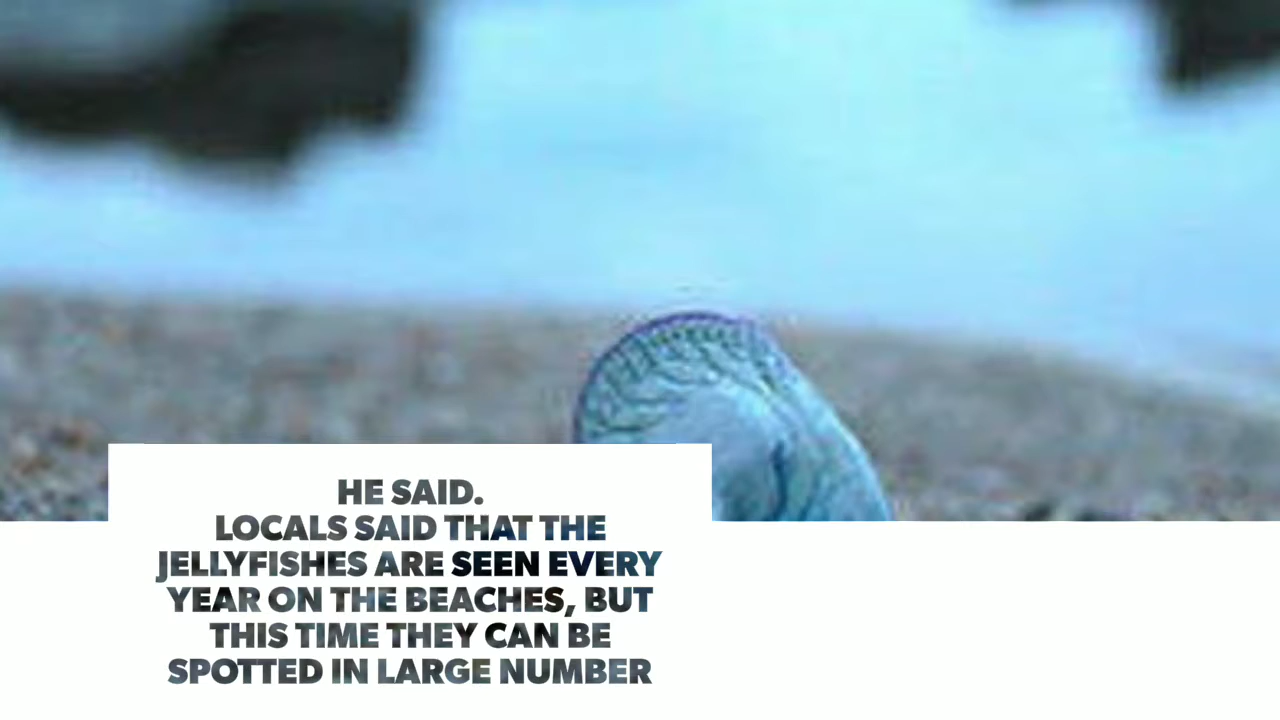 HE SAID.
LOCALS SAID THAT THE
JELLYFISHES ARE SEEN EVERY
YEAR ON THE BEACHES, BUT
THIS TIME THEY CAN BE
SPOTTED IN LARGE NUMBER